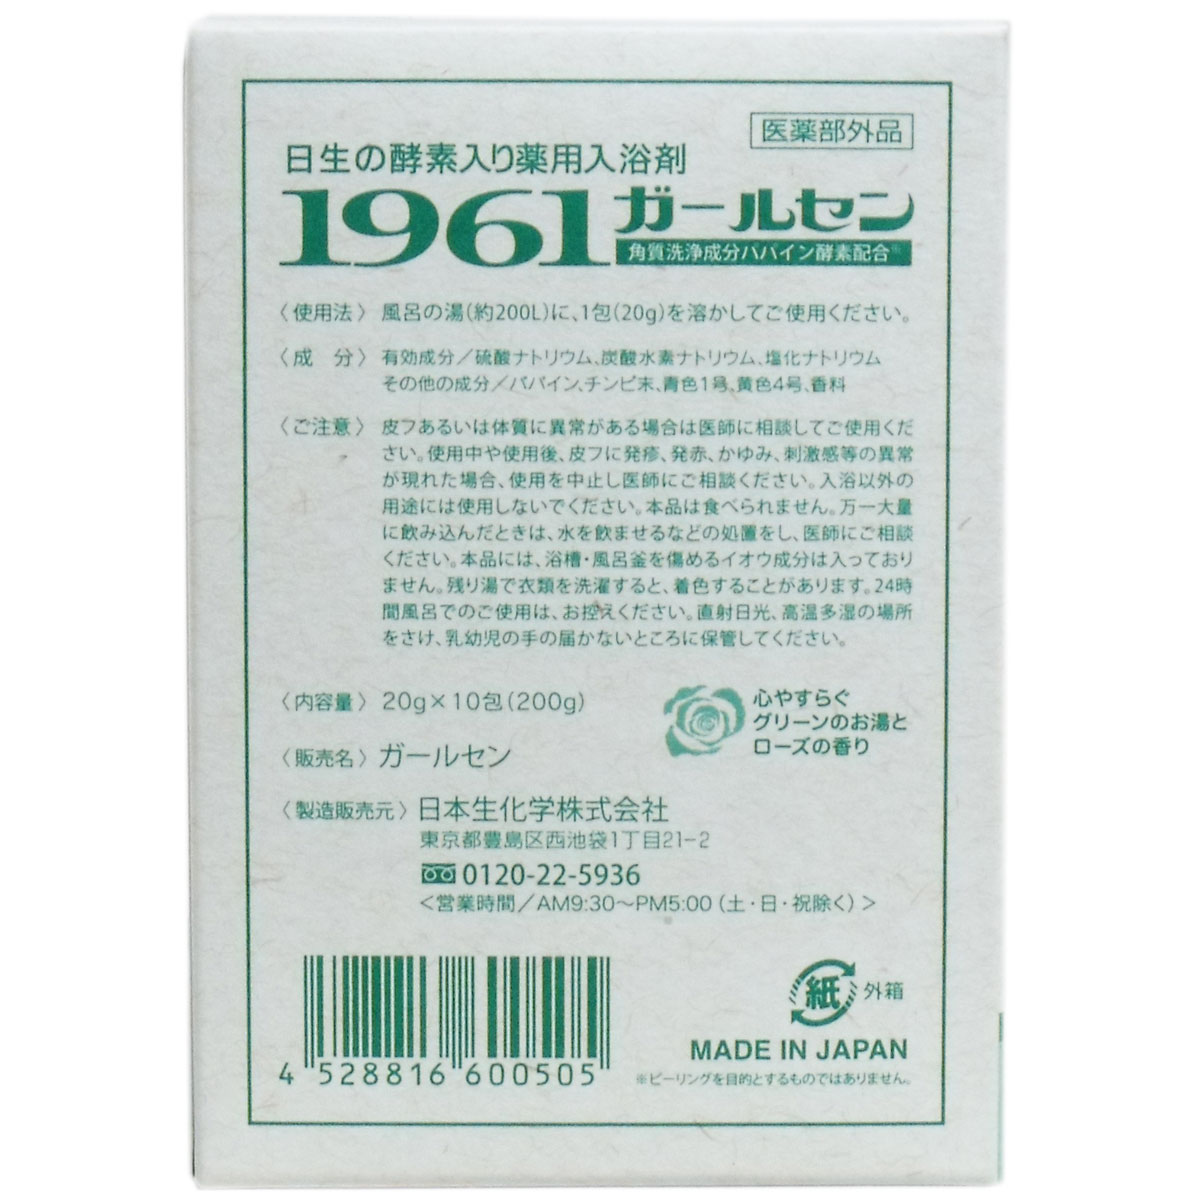 医薬部外品
日生の酵素入り薬用入浴剤
1961ガールセン
角質洗浄成分パパイン酵素配合※
〈使用法〉 風呂の湯(約200L)に、1包(20g)を溶かしてご使用ください。
〈成　分〉 有効成分/硫酸ナトリウム、炭酸水素ナトリウム、塩化ナトリウム
その他の成分/パパイン、チンピ末、青色1号、黄色4号、香料
〈ご注意〉 皮フあるいは体質に異常がある場合は医師に相談してご使用くだ
さい。使用中や使用後、皮フに発疹、発赤、かゆみ、刺激感等の異常
が現れた場合、使用を中止し医師にご相談ください。入浴以外の
用途には使用しないでください。本品は食べられません。万一大量
に飲み込んだときは、水を飲ませるなどの処置をし、医師にご相談
ください。本品には、浴槽・風呂釜を傷めるイオウ成分は入っており
ません。残り湯で衣類を洗濯すると、着色することがあります。24時
間風呂でのご使用は、お控えください。直射日光、高温多湿の場所
をさけ、乳幼児の手の届かないところに保管してください。
〈内容量〉 20g×10包(200g)
心やすらぐ
グリーンのお湯と
ローズの香り
〈販売名〉 ガールセン
〈製造販売元〉 日本生化学株式会社
東京都豊島区西池袋1丁目21-2
0120-22-5936
<営業時間/AM9:30〜PM5:00(土・日・祝除く)>
紙 外箱
MADE IN JAPAN
※ピーリングを目的とするものではありません。
4 528816 600505